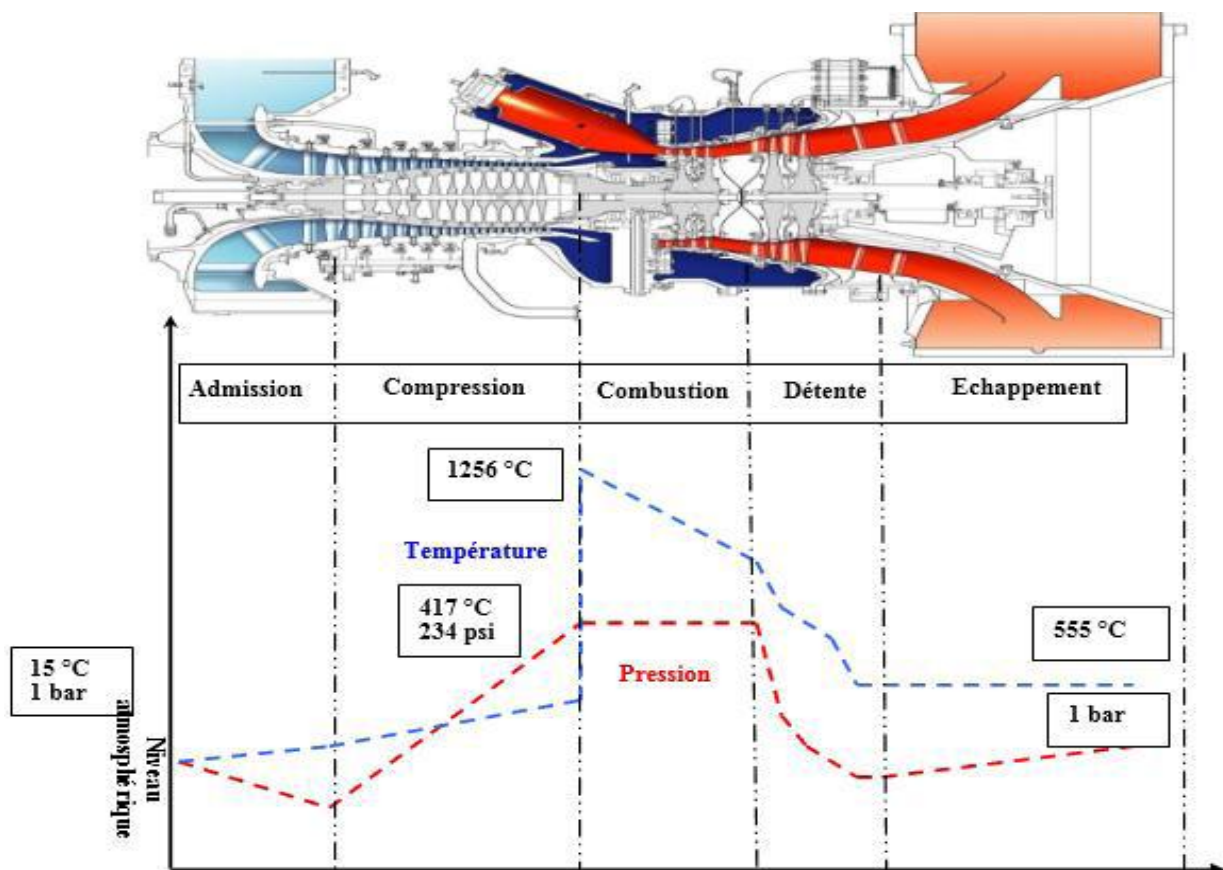 Admission
Compression
Combustion
Détente
Echappement
1256 °C
Température
417 °C
234 psi
555 °C
15 °C
1 bar
Pression
1 bar
Niveau
atmosphérique